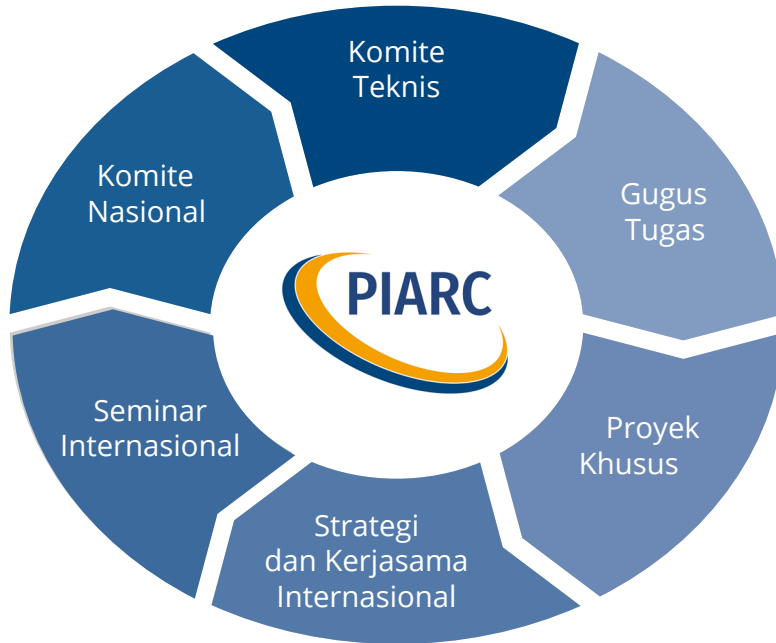 Komite
Teknis
Gugus
Tugas
Proyek
Khusus
Strategi
dan Kerjasama
Internasional
Seminar
Internasional
Komite
Nasional
PIARC